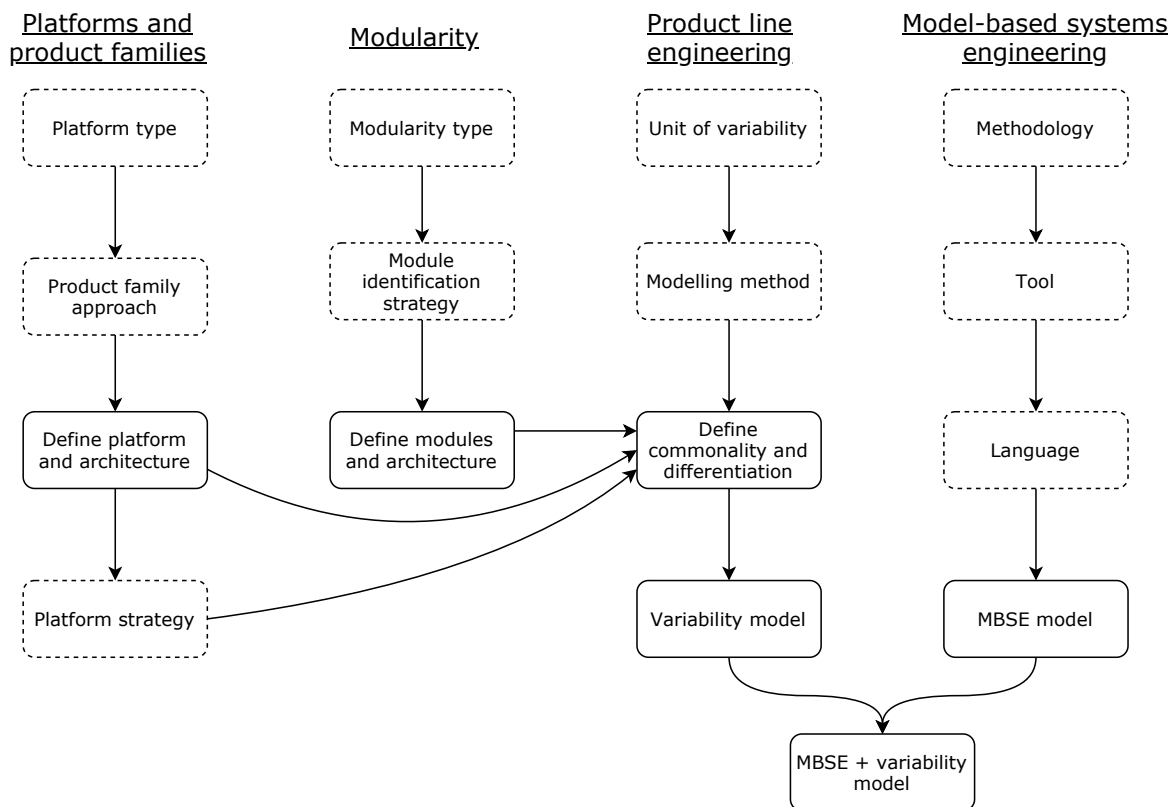 Platforms and
product families
Modularity
Product line
engineering
Model-based systems
engineering
Platform type
Modularity type
Unit of variability
Methodology
Product family
approach
Module
identification
strategy
Modelling method
Tool
Define platform
and architecture
Define modules
and architecture
Define
commonality and
differentiation
Language
Platform strategy
Variability model
MBSE model
MBSE + variability
model